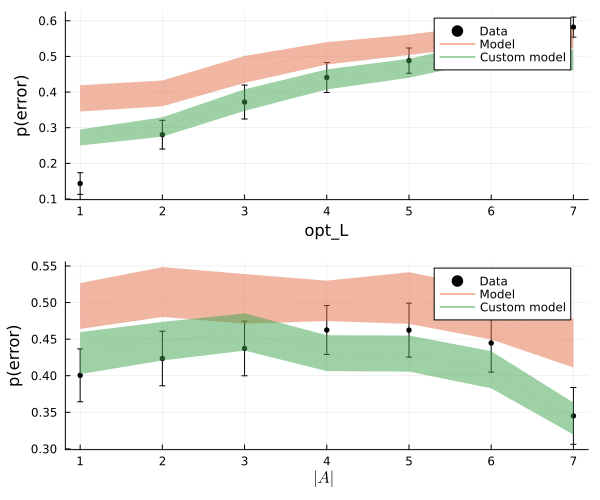 0.6
0.5
0.4
0.3
0.2
0.1
p(error)
Data
Model
Custom model
1 2 3 4 5 6 7
opt_L
0.55
0.50
0.45
0.40
0.35
0.30
p(error)
Data
Model
Custom model
1 2 3 4 5 6 7
|A|